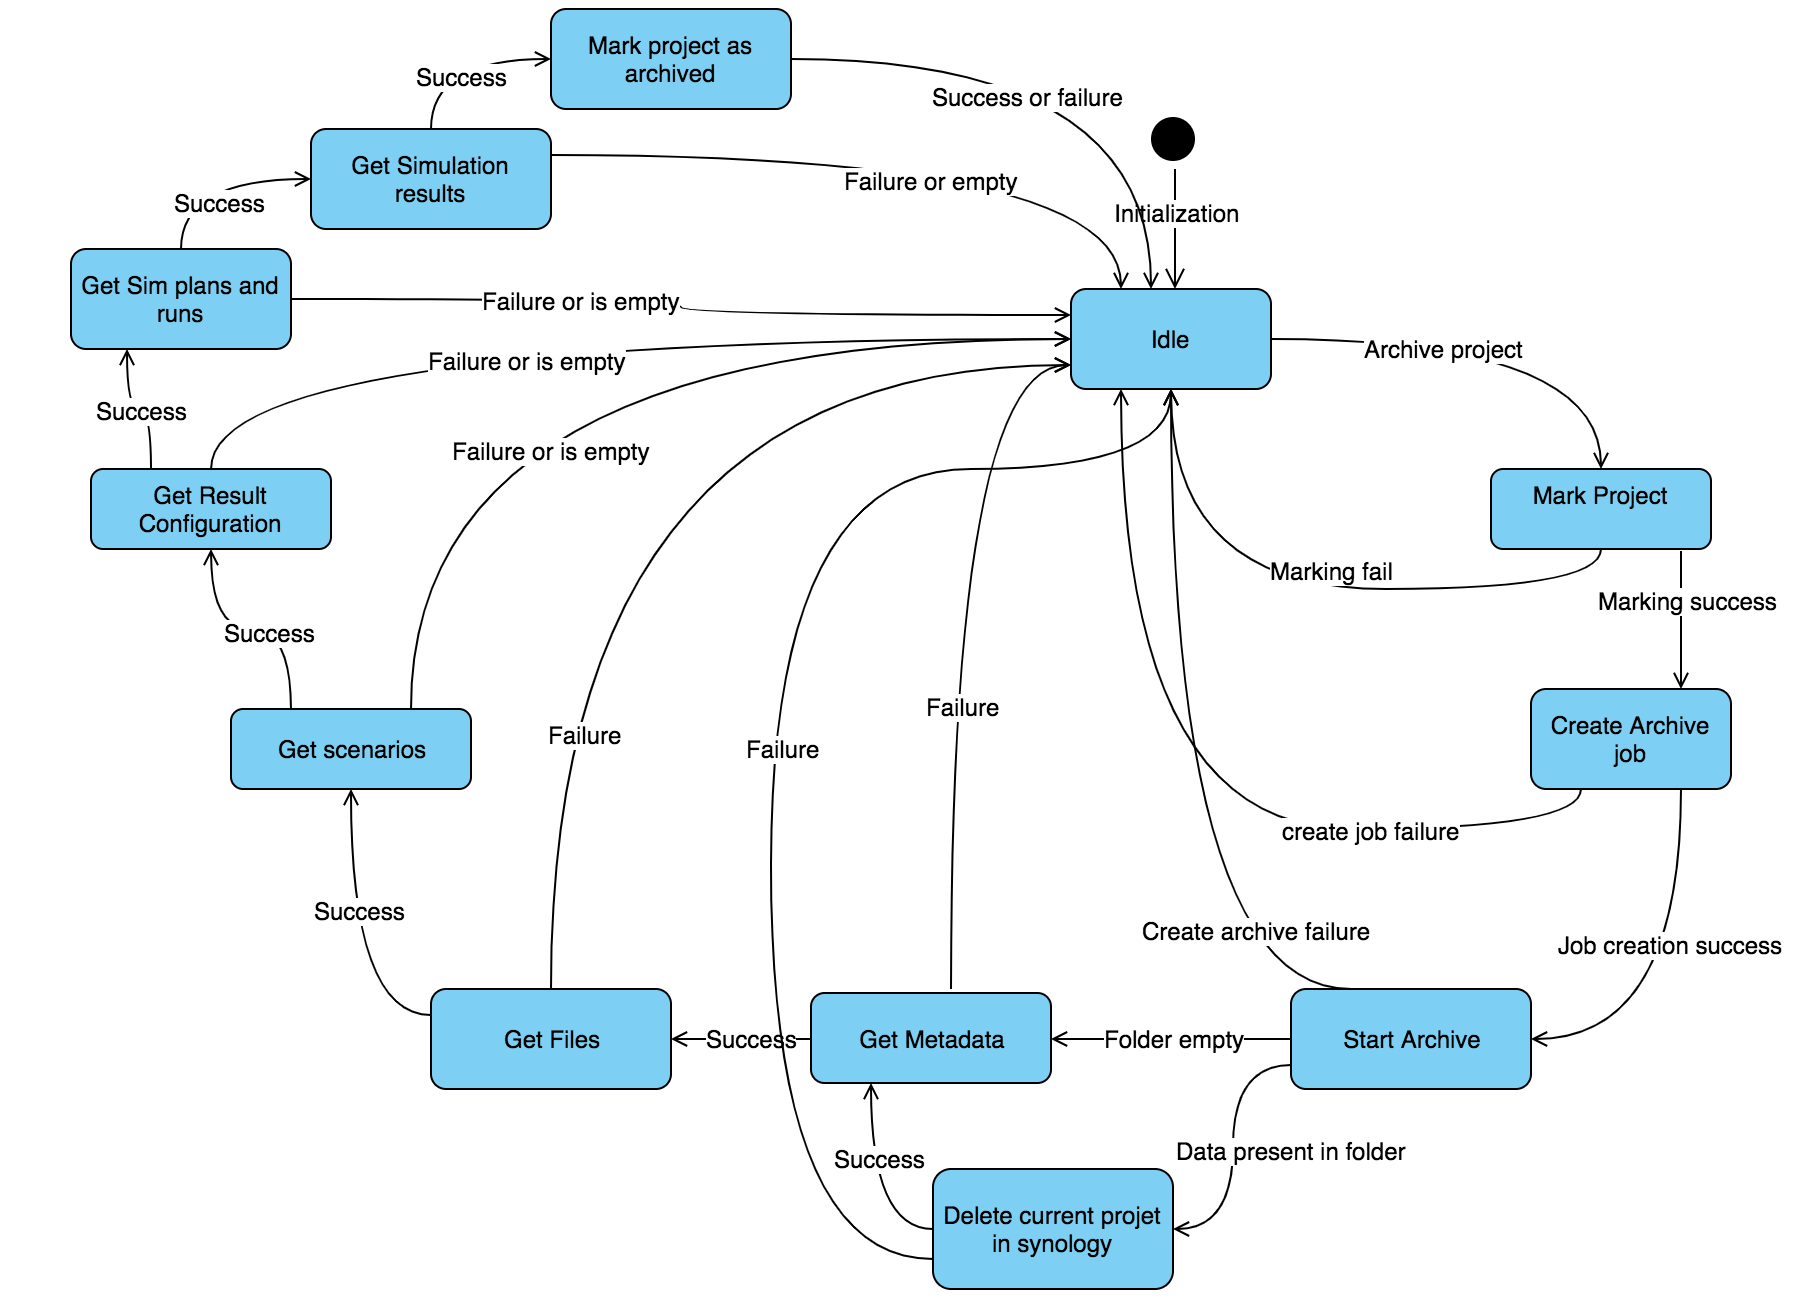 Mark project as
archived
Success
Success or failure
Get Simulation
results
Failure or empty
Success
Initialization
Get Sim plans and
runs
Failure or is empty
Idle
Archive project
Failure or is empty
Success
Failure or is empty
Get Result
Configuration
Mark Project
Marking fail
Marking success
Success
Failure
Get scenarios
Failure
Failure
Create Archive
job
create job failure
Success
Create archive failure
Job creation success
Get Files
Success
Get Metadata
Folder empty
Start Archive
Success
Data present in folder
Delete current projet
in synology